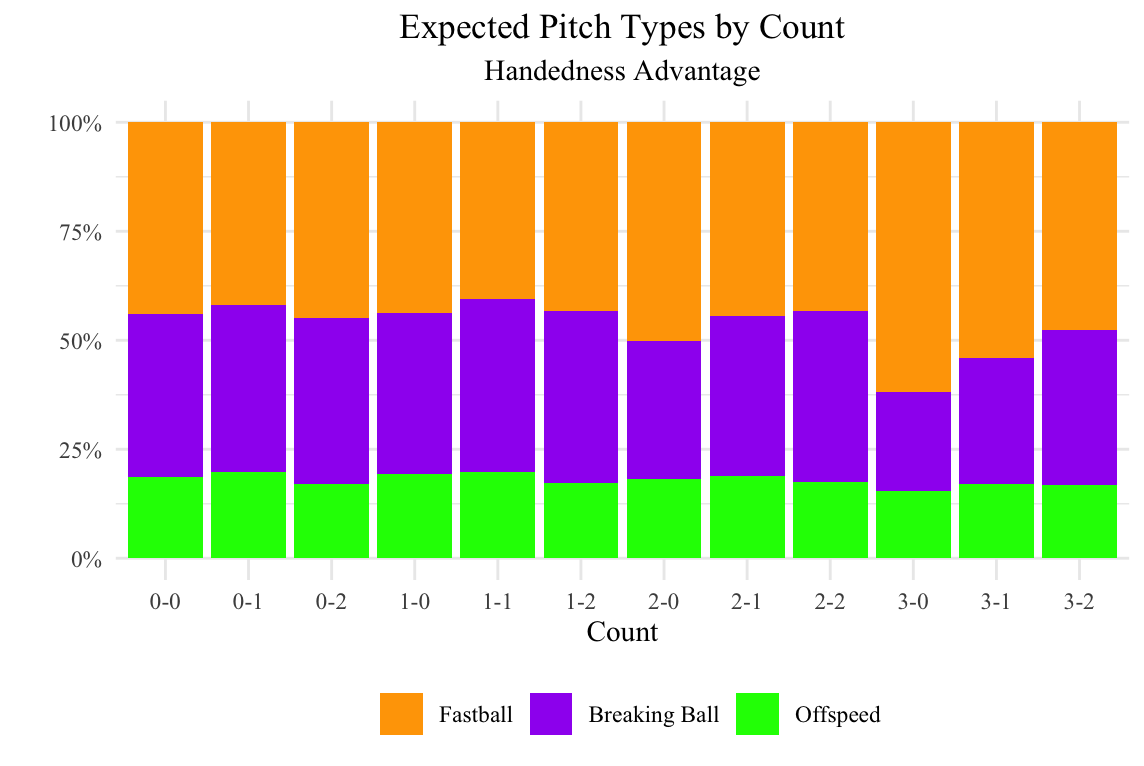 Expected Pitch Types by Count
Handedness Advantage
100%
75%
50%
25%
0%
0-0 0-1 0-2 1-0 1-1 1-2 2-0 2-1 2-2 3-0 3-1 3-2
Count
Fastball Breaking Ball Offspeed